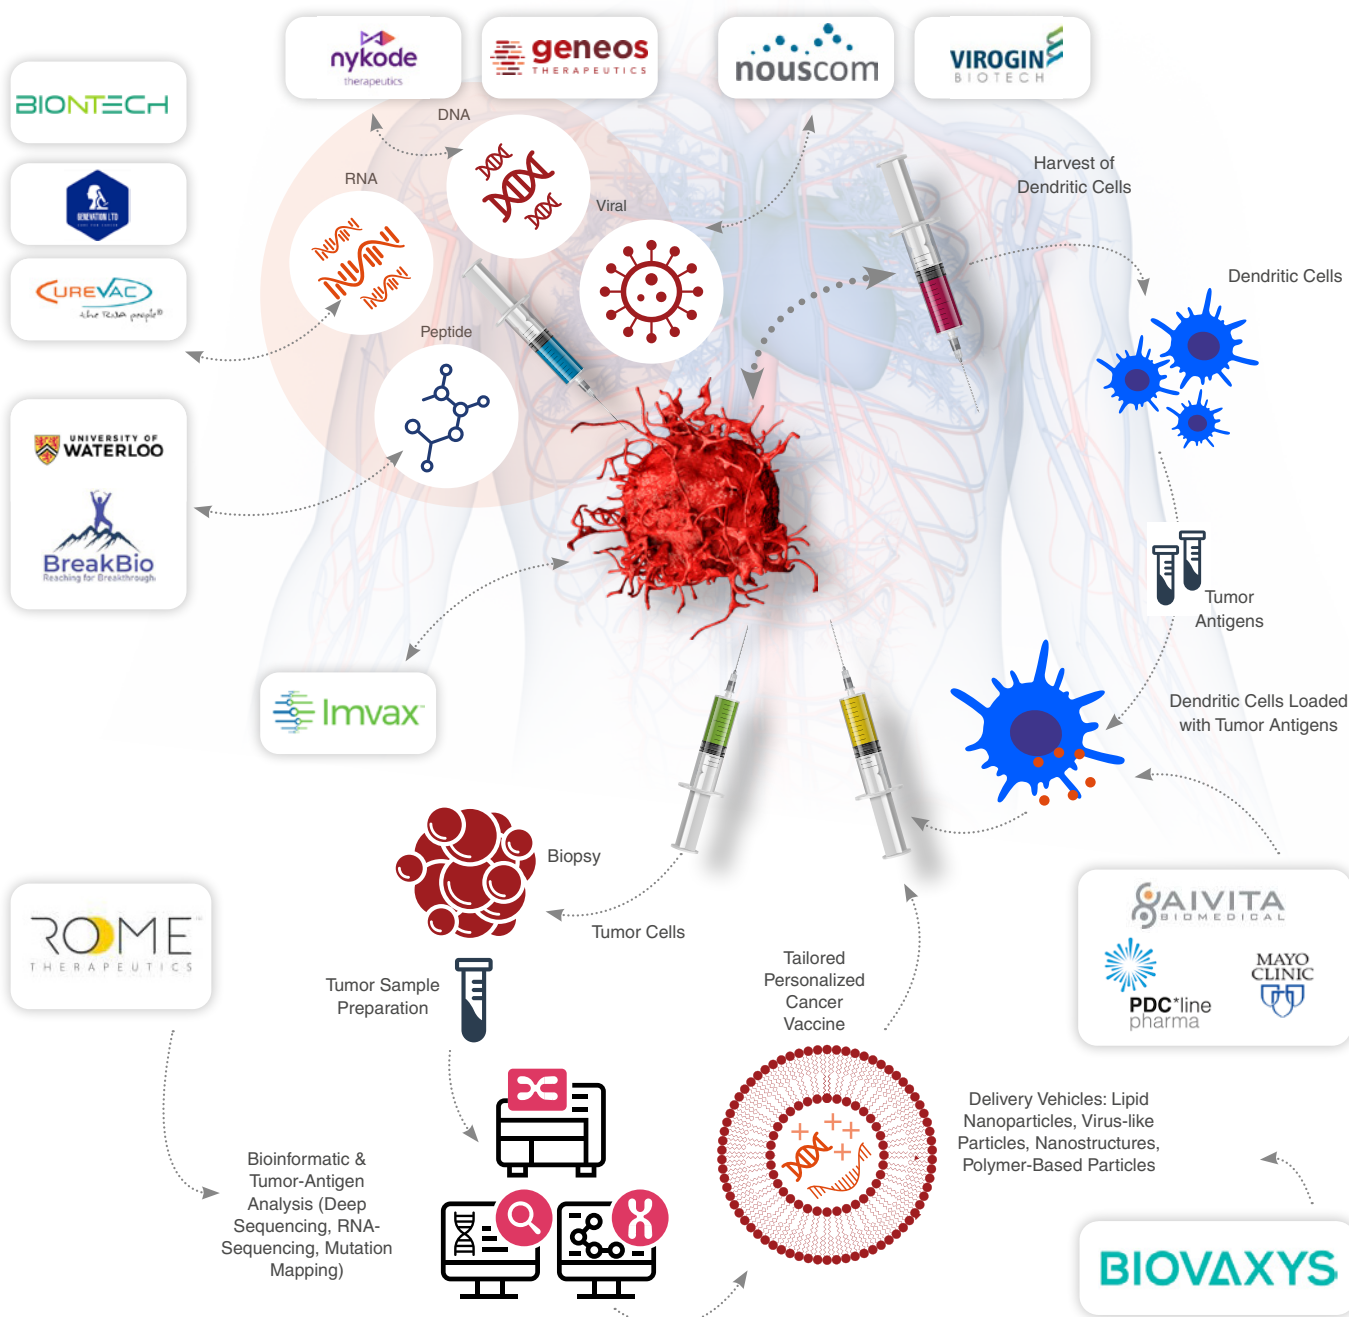 nykode
therapeutics
geneos
THERAPEUTICS
nouscom
VIROGIN
BIOTECH
BIONTECH
GENEVATION LTD
CUREVAC
the RNA people®
DNA
RNA
Viral
Peptide
Harvest of
Dendritic Cells
Dendritic Cells
UNIVERSITY OF
WATERLOO
BreakBio
Reaching for Breakthrough
Tumor
Antigens
Imvax™
Dendritic Cells Loaded
with Tumor Antigens
Biopsy
Tumor Cells
ROME
THERAPEUTICS
Tumor Sample
Preparation
Tailored
Personalized
Cancer
Vaccine
AIVITA
BIOMEDICAL
PDC*line
pharma
MAYO
CLINIC
Delivery Vehicles: Lipid
Nanoparticles, Virus-like
Particles, Nanostructures,
Polymer-Based Particles
Bioinformatic &
Tumor-Antigen
Analysis (Deep
Sequencing, RNA-
Sequencing, Mutation
Mapping)
BIOVAXYS